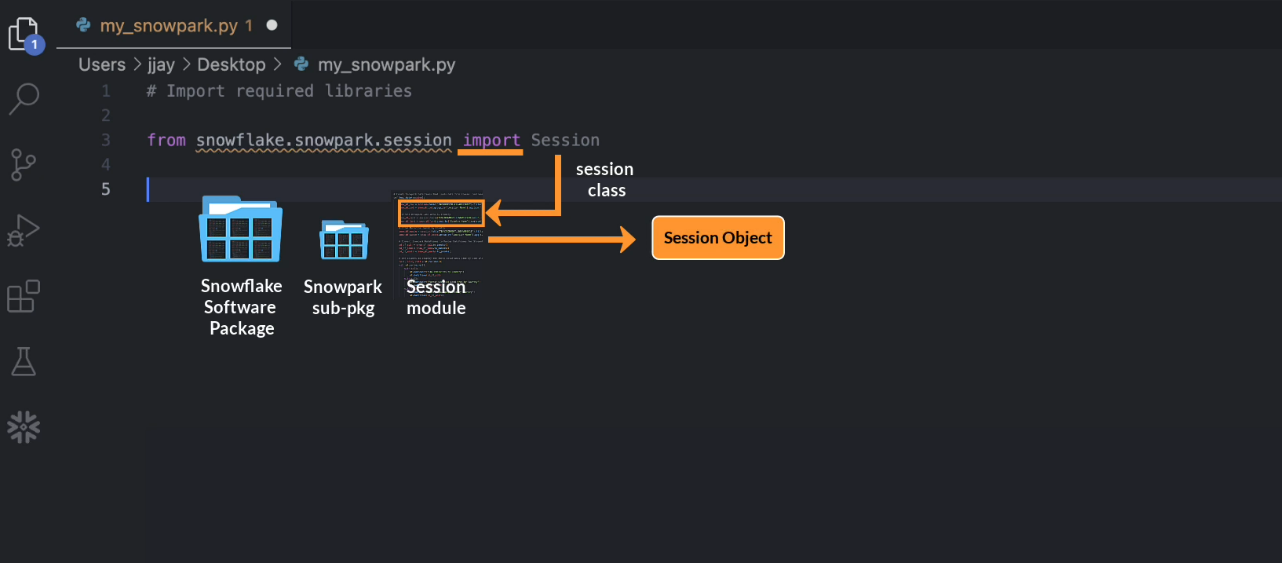 my_snowpark.py 1
1
Users > jjay > Desktop > my_snowpark.py
1 # Import required libraries
2
3 from snowflake.snowpark.session import Session
4
session
class
5
Session Object
Snowflake
Software
Package
Snowpark
sub-pkg
Session
module